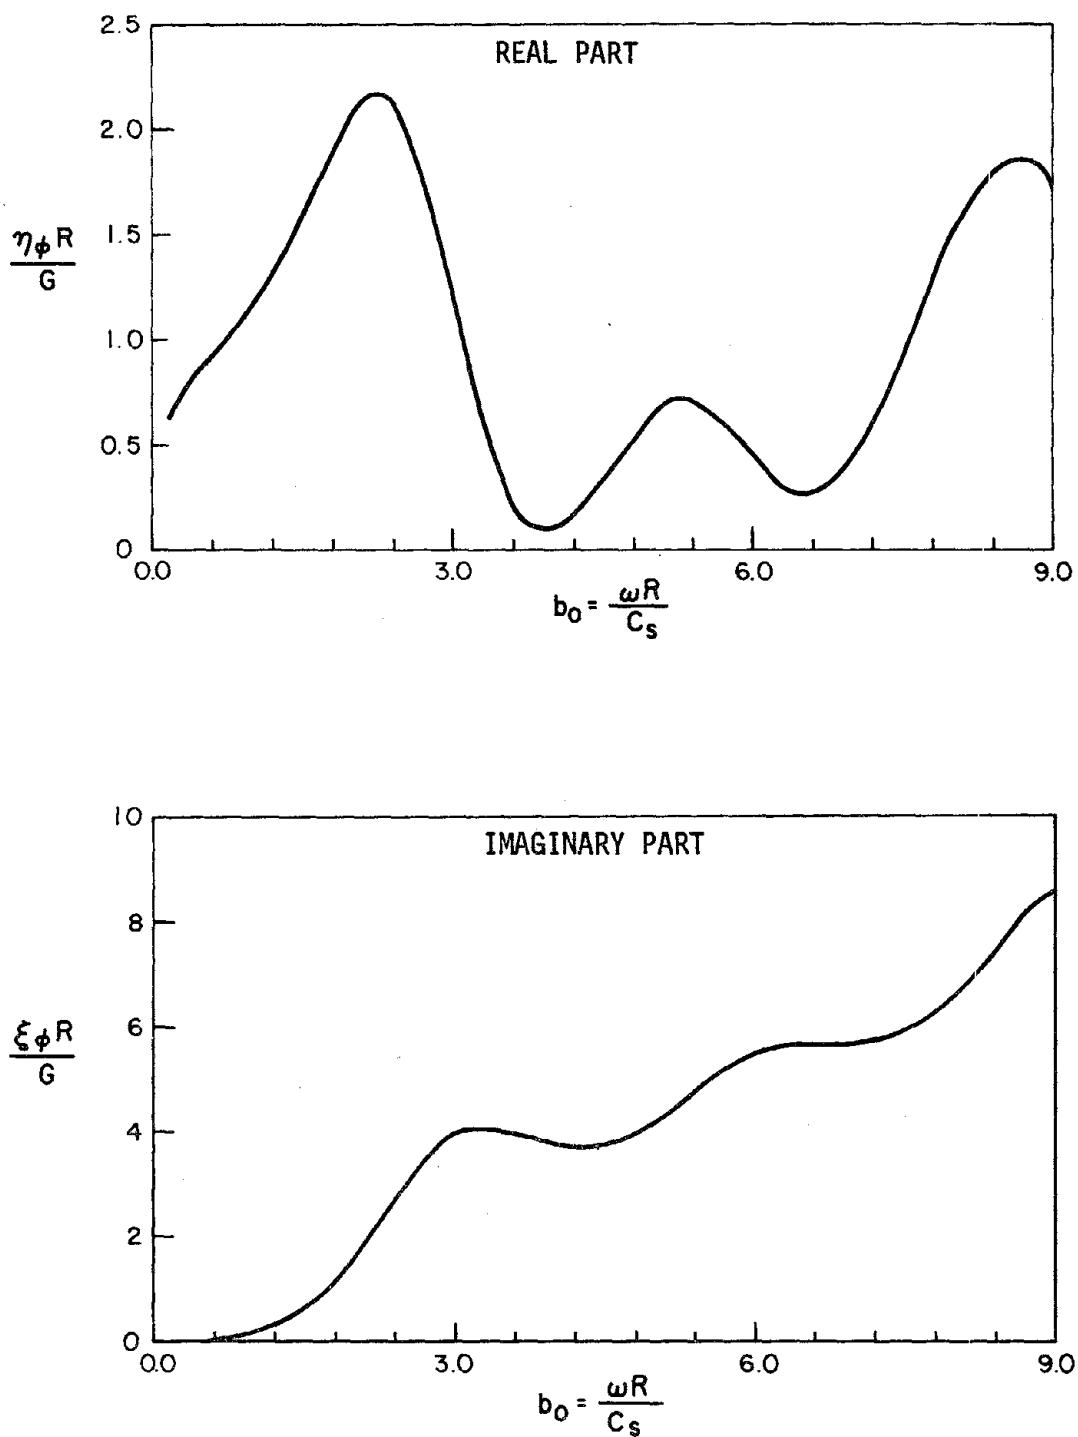 REAL PART
2.5
2.0
1.5
1.0
0.5
0
ηϕR
G
0.0 3.0 6.0 9.0
b₀ = ωR
Cₛ
IMAGINARY PART
10
8
6
4
2
0
ξϕR
G
0.0 3.0 6.0 9.0
b₀ = ωR
Cₛ